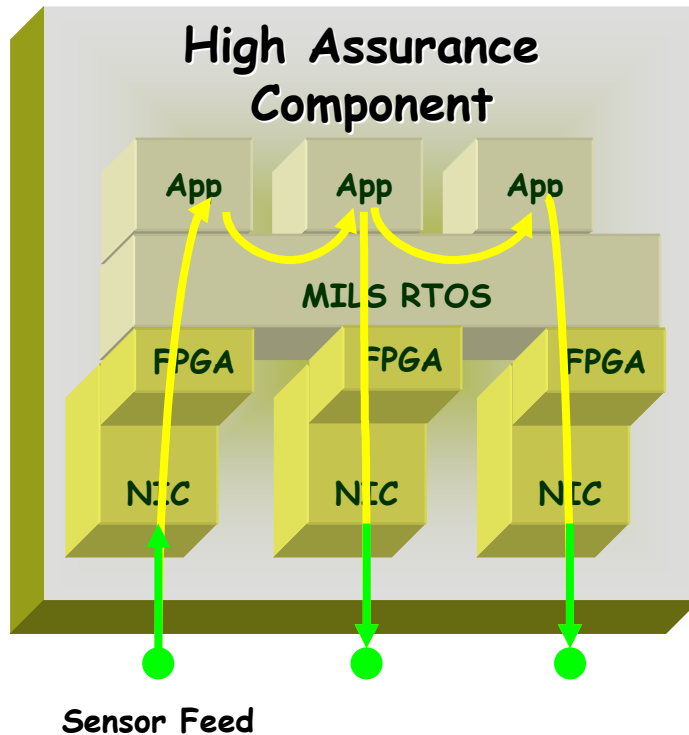 High Assurance
Component
App App App
MILS RTOS
FPGA FPGA FPGA
NIC NIC NIC
Sensor Feed